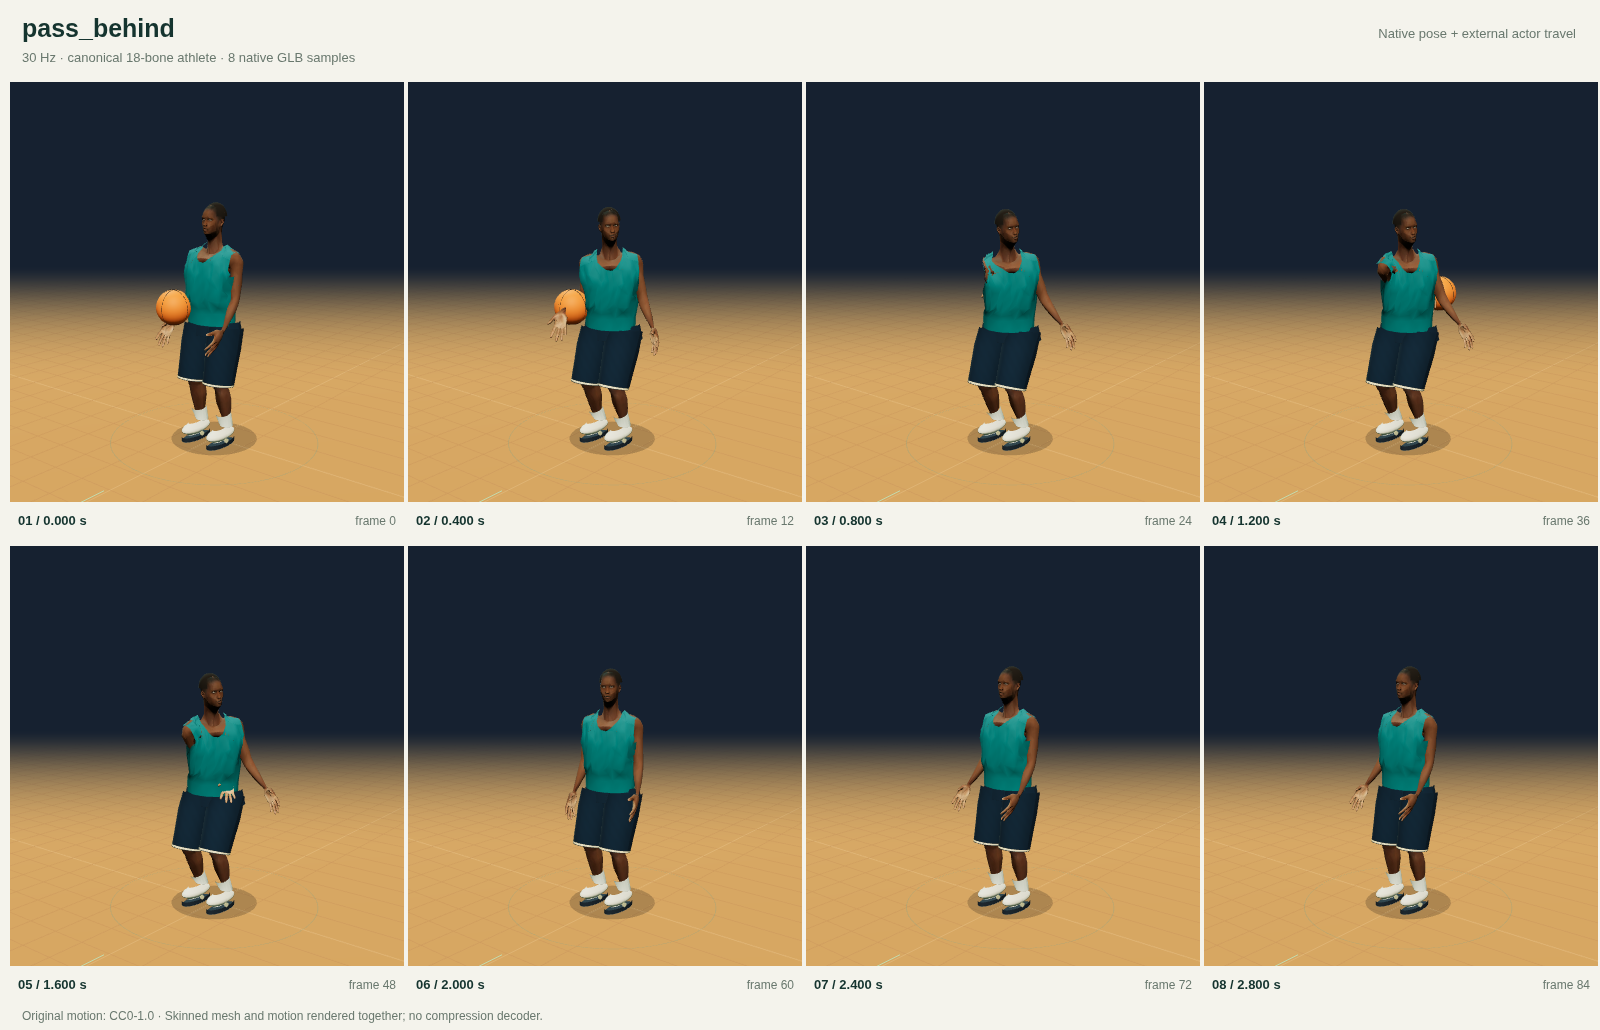 pass_behind
Native pose + external actor travel
30 Hz · canonical 18-bone athlete · 8 native GLB samples
01 / 0.000 s
frame 0
02 / 0.400 s
frame 12
03 / 0.800 s
frame 24
04 / 1.200 s
frame 36
05 / 1.600 s
frame 48
06 / 2.000 s
frame 60
07 / 2.400 s
frame 72
08 / 2.800 s
frame 84
Original motion: CC0-1.0 · Skinned mesh and motion rendered together; no compression decoder.